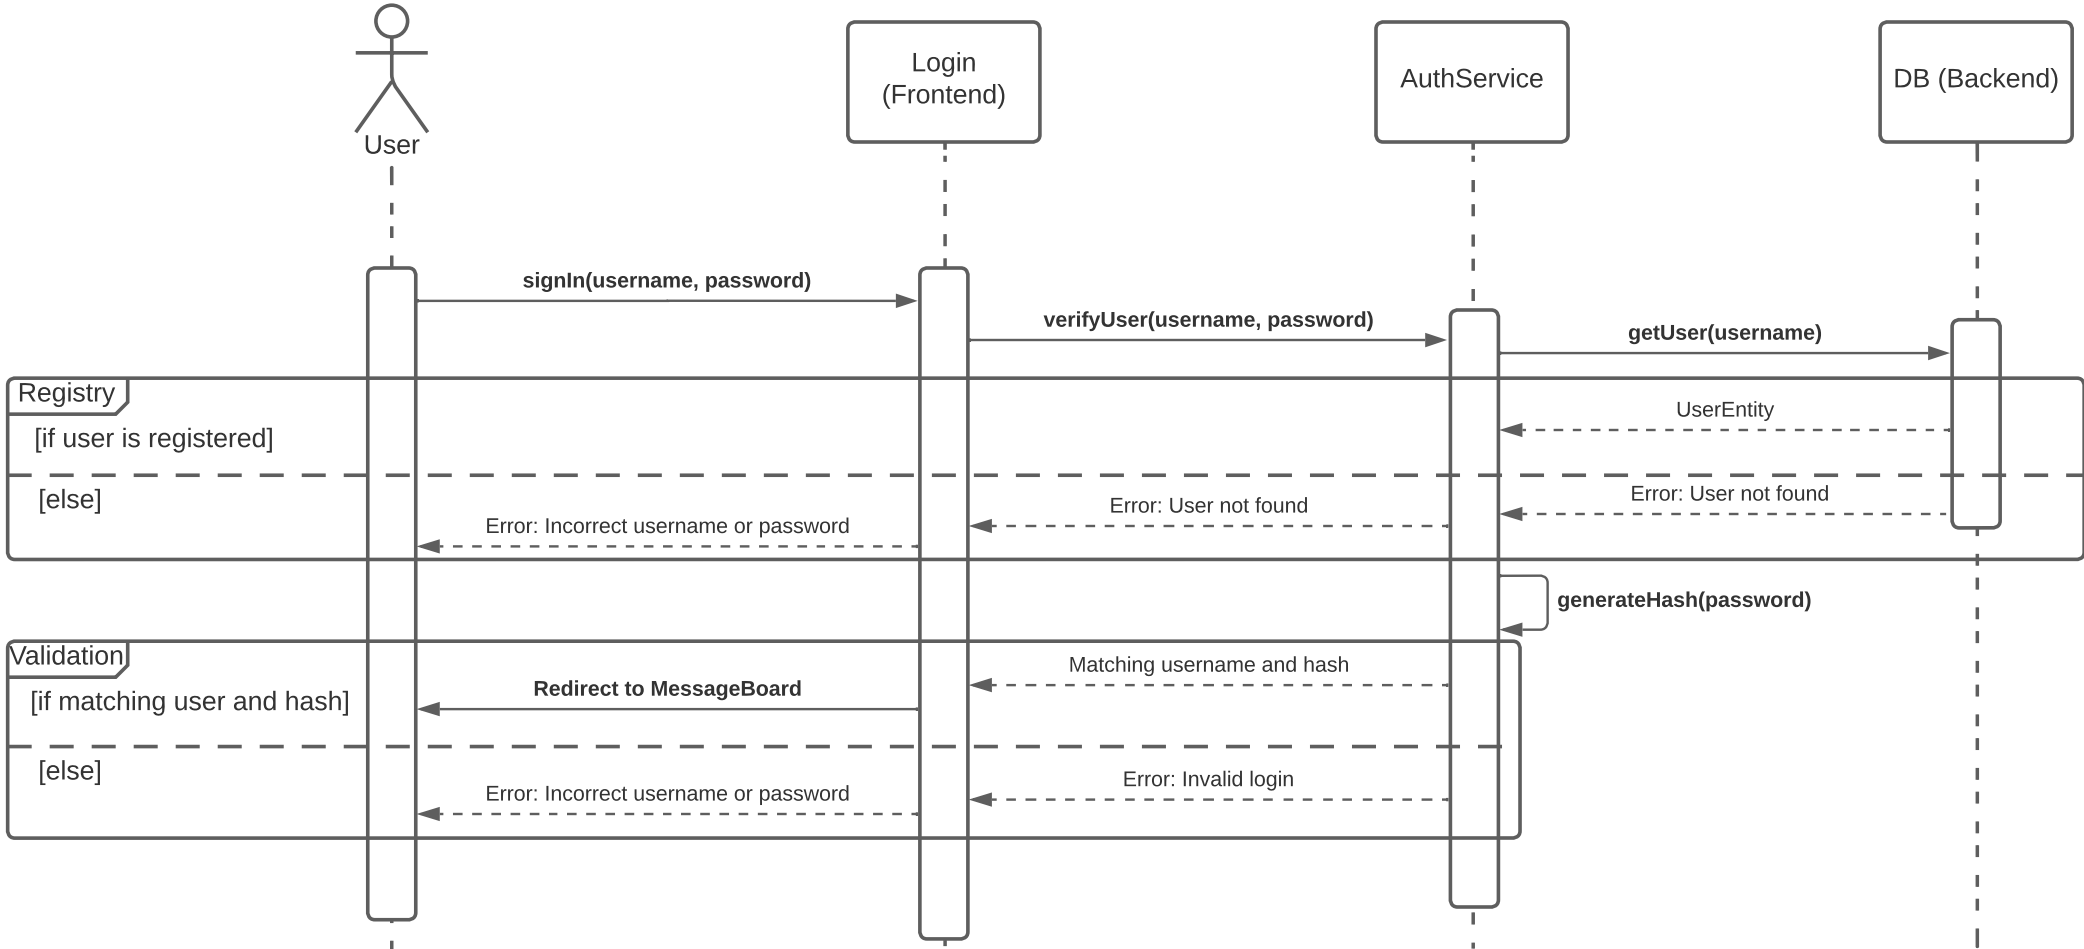 User
Login
(Frontend)
AuthService
DB (Backend)
signIn(username, password)
verifyUser(username, password)
getUser(username)
Registry
[if user is registered]
UserEntity
[else]
Error: User not found
Error: User not found
Error: Incorrect username or password
generateHash(password)
Validation
[if matching user and hash]
Matching username and hash
Redirect to MessageBoard
[else]
Error: Invalid login
Error: Incorrect username or password